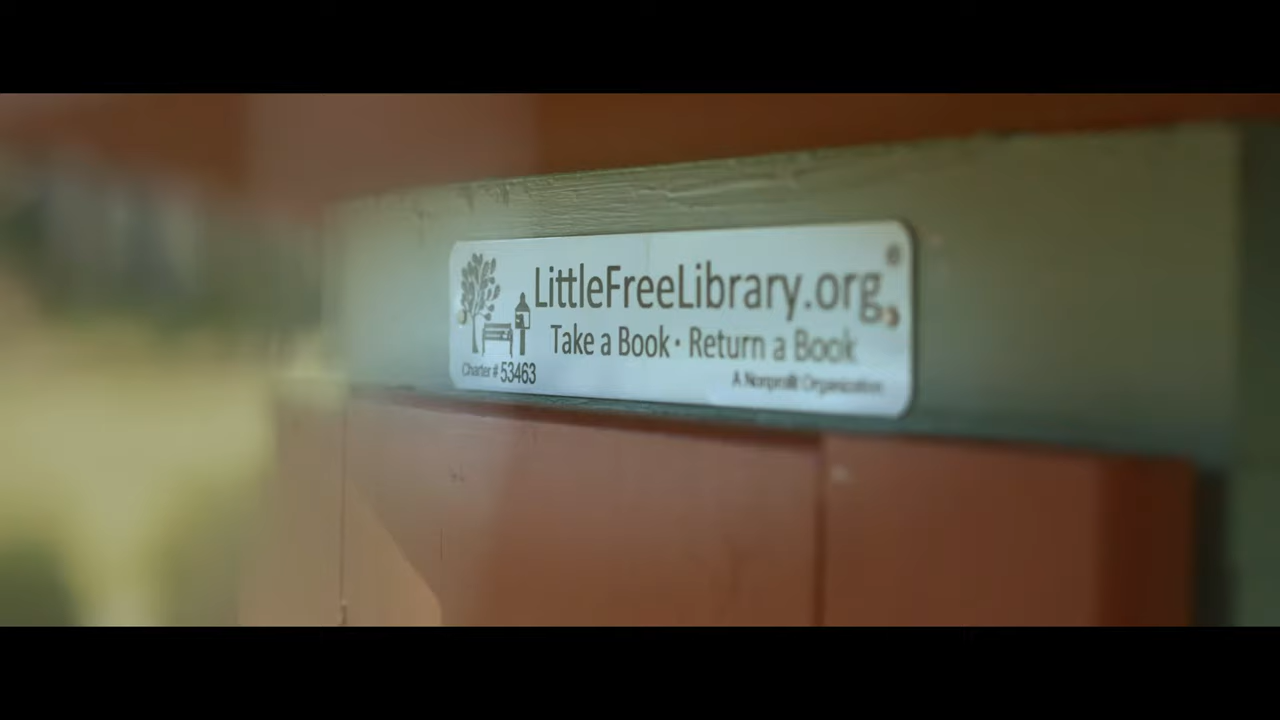 LittleFreeLibrary.org
Take a Book · Return a Book
Charter # 53463
A Nonprofit Organization